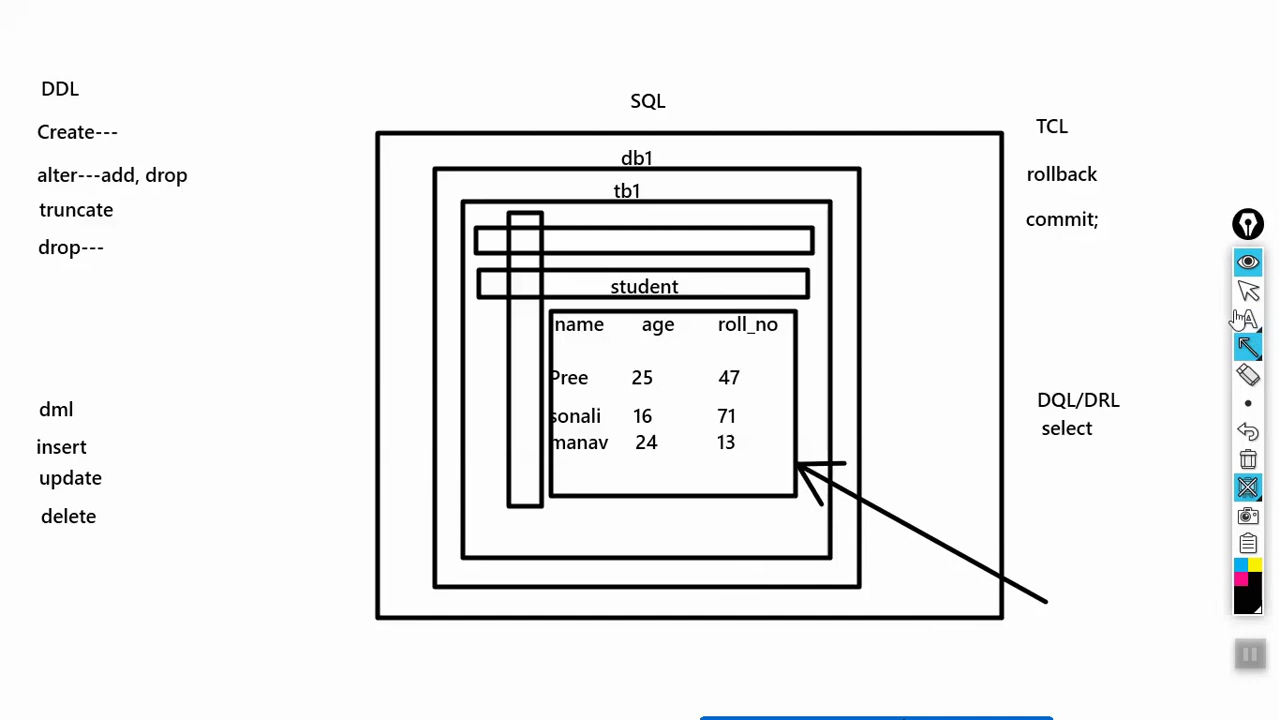 DDL
Create---
alter---add, drop
truncate
drop---
dml
insert
update
delete
SQL
db1
tb1
student
name age roll_no
Pree 25 47
sonali 16 71
manav 24 13
TCL
rollback
commit;
DQL/DRL
select
A